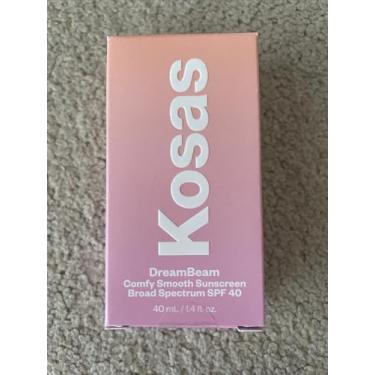 Kosas
DreamBeam
Comfy Smooth Sunscreen
Broad Spectrum SPF 40
40 mL / 1.4 fl. oz.